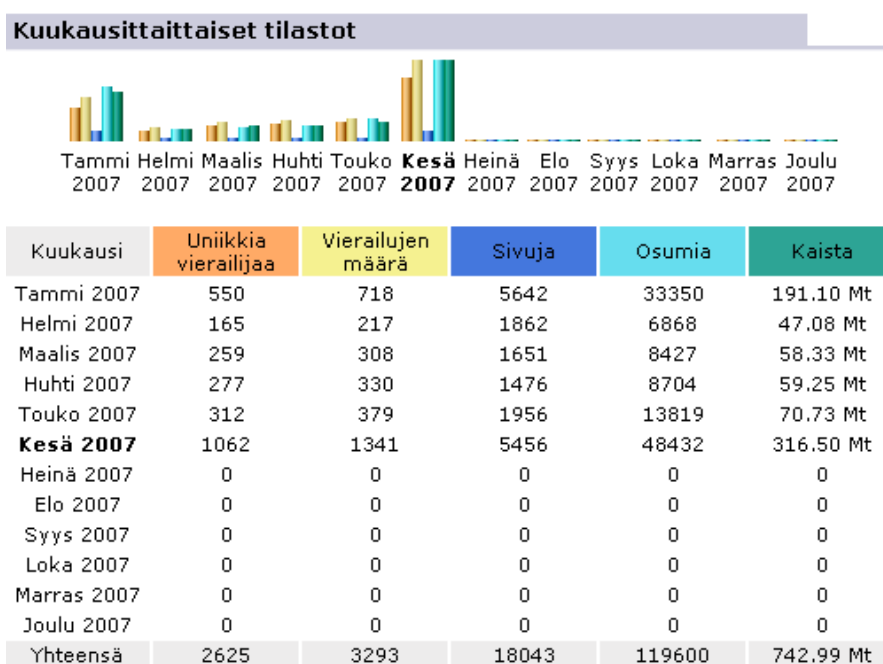 Kuukausittaittaiset tilastot
Tammi Helmi Maalis Huhti Touko Kesä Heinä Elo Syys Loka Marras Joulu
2007 2007 2007 2007 2007 2007 2007 2007 2007 2007 2007 2007
Kuukausi Uniikkia vierailijaa Vierailujen määrä Sivuja Osumia Kaista
Tammi 2007 550 718 5642 33350 191.10 Mt
Helmi 2007 165 217 1862 6868 47.08 Mt
Maalis 2007 259 308 1651 8427 58.33 Mt
Huhti 2007 277 330 1476 8704 59.25 Mt
Touko 2007 312 379 1956 13819 70.73 Mt
Kesä 2007 1062 1341 5456 48432 316.50 Mt
Heinä 2007 0 0 0 0 0
Elo 2007 0 0 0 0 0
Syys 2007 0 0 0 0 0
Loka 2007 0 0 0 0 0
Marras 2007 0 0 0 0 0
Joulu 2007 0 0 0 0 0
Yhteensä 2625 3293 18043 119600 742.99 Mt